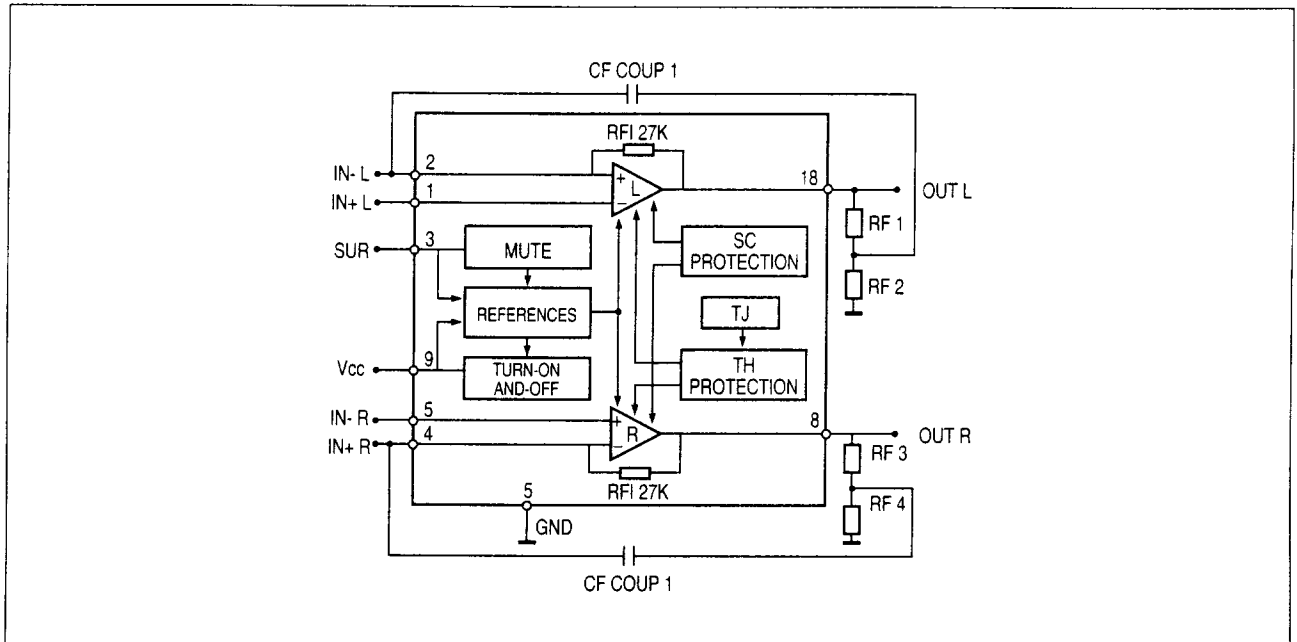 CF COUP 1
RFI 27K
IN- L
2
+
L
18
OUT L
IN+ L
1
−
RF 1
SUR
3
MUTE
SC
PROTECTION
RF 2
REFERENCES
TJ
Vcc
9
TURN-ON
AND-OFF
TH
PROTECTION
IN- R
5
+
R
8
OUT R
IN+ R
4
−
RF 3
RFI 27K
5
GND
RF 4
CF COUP 1